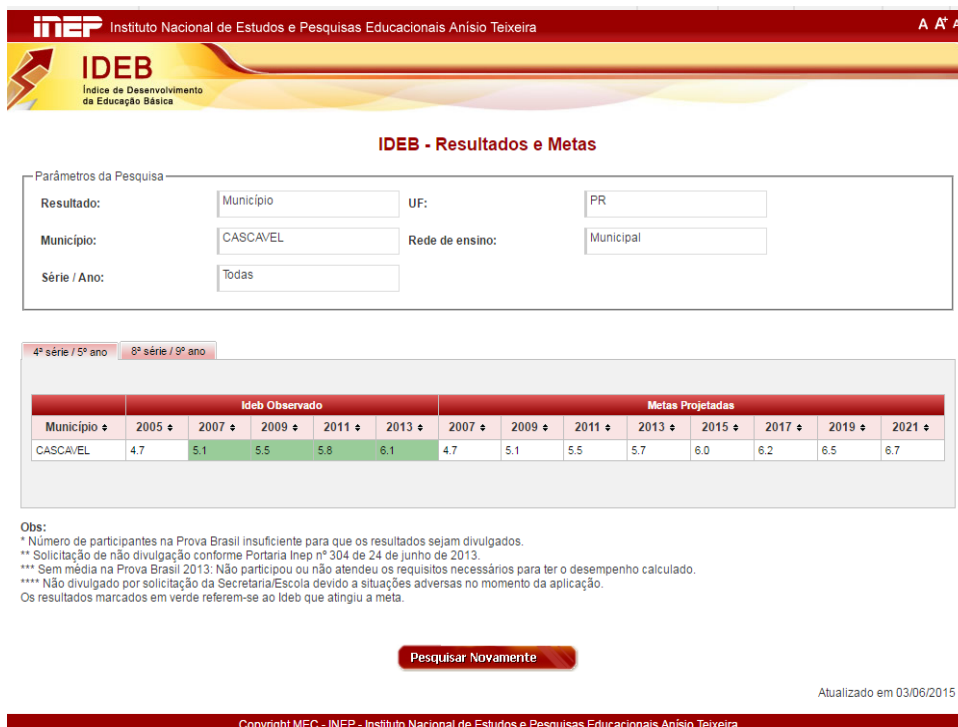 INEP Instituto Nacional de Estudos e Pesquisas Educacionais Anísio Teixeira A A+ A
IDEB
Índice de Desenvolvimento
da Educação Básica
IDEB - Resultados e Metas
Parâmetros da Pesquisa
Resultado: Município UF: PR
Município: CASCAVEL Rede de ensino: Municipal
Série / Ano: Todas
4ª série / 5º ano 8ª série / 9º ano
Ideb Observado Metas Projetadas
Município 2005 2007 2009 2011 2013 2007 2009 2011 2013 2015 2017 2019 2021
CASCAVEL 4.7 5.1 5.5 5.8 6.1 4.7 5.1 5.5 5.7 6.0 6.2 6.5 6.7
Obs:
* Número de participantes na Prova Brasil insuficiente para que os resultados sejam divulgados.
** Solicitação de não divulgação conforme Portaria Inep nº 304 de 24 de junho de 2013.
*** Sem média na Prova Brasil 2013: Não participou ou não atendeu os requisitos necessários para ter o desempenho calculado.
**** Não divulgado por solicitação da Secretaria/Escola devido a situações adversas no momento da aplicação.
Os resultados marcados em verde referem-se ao Ideb que atingiu a meta.
Pesquisar Novamente
Atualizado em 03/06/2015
Copyright MEC - INEP - Instituto Nacional de Estudos e Pesquisas Educacionais Anísio Teixeira